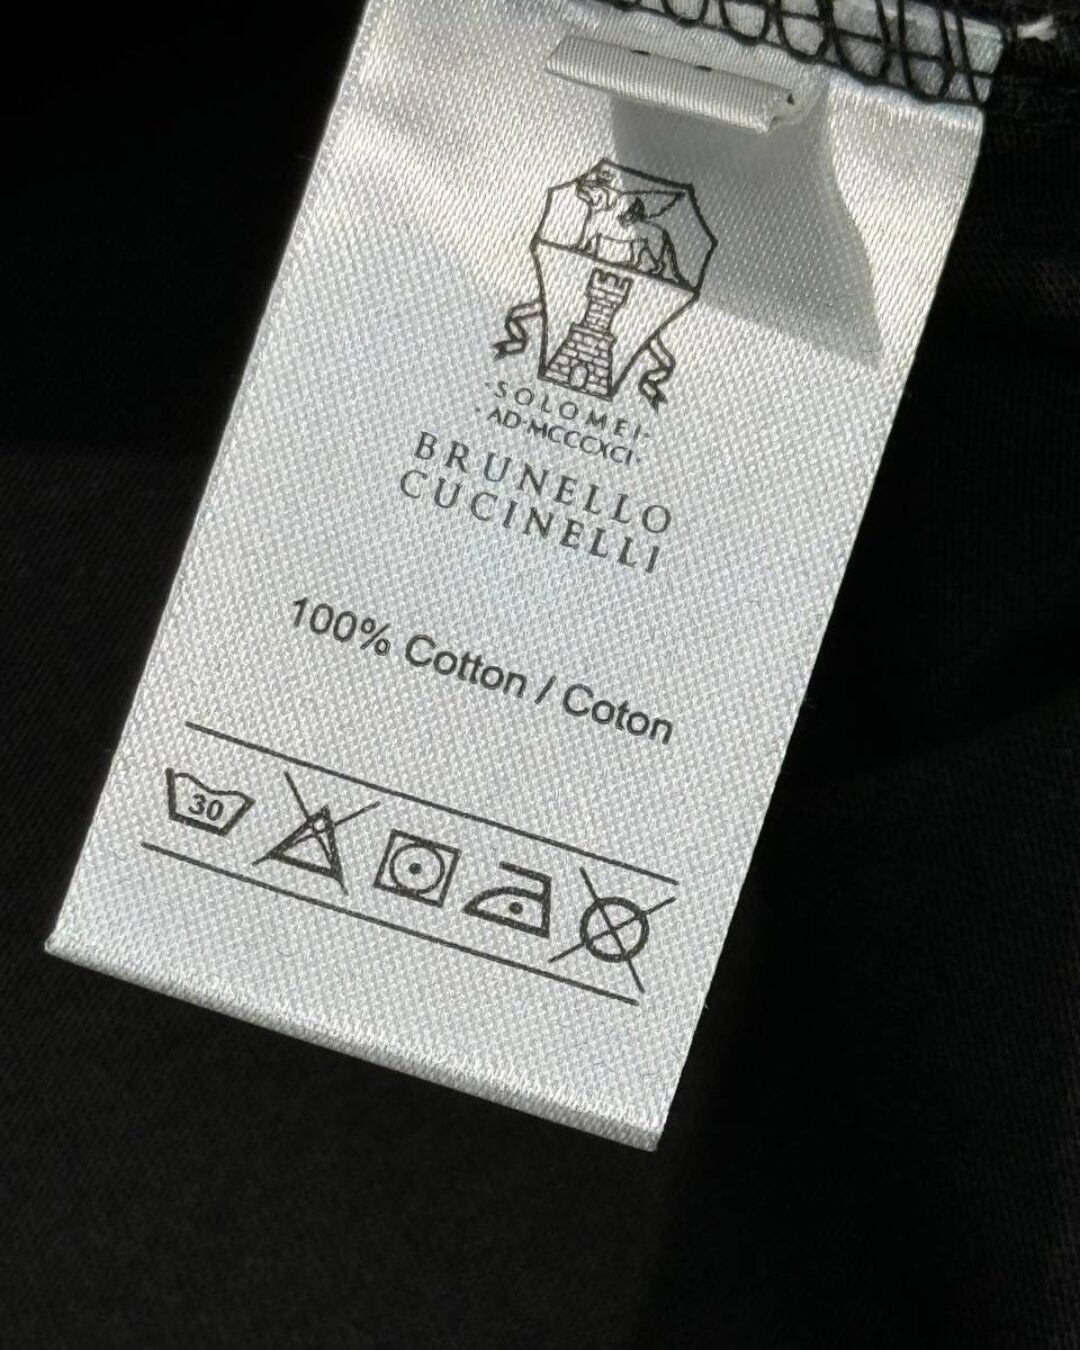 ·SOLOMEI·
·AD·MCCCXCI·
BRUNELLO
CUCINELLI
100% Cotton / Coton
30